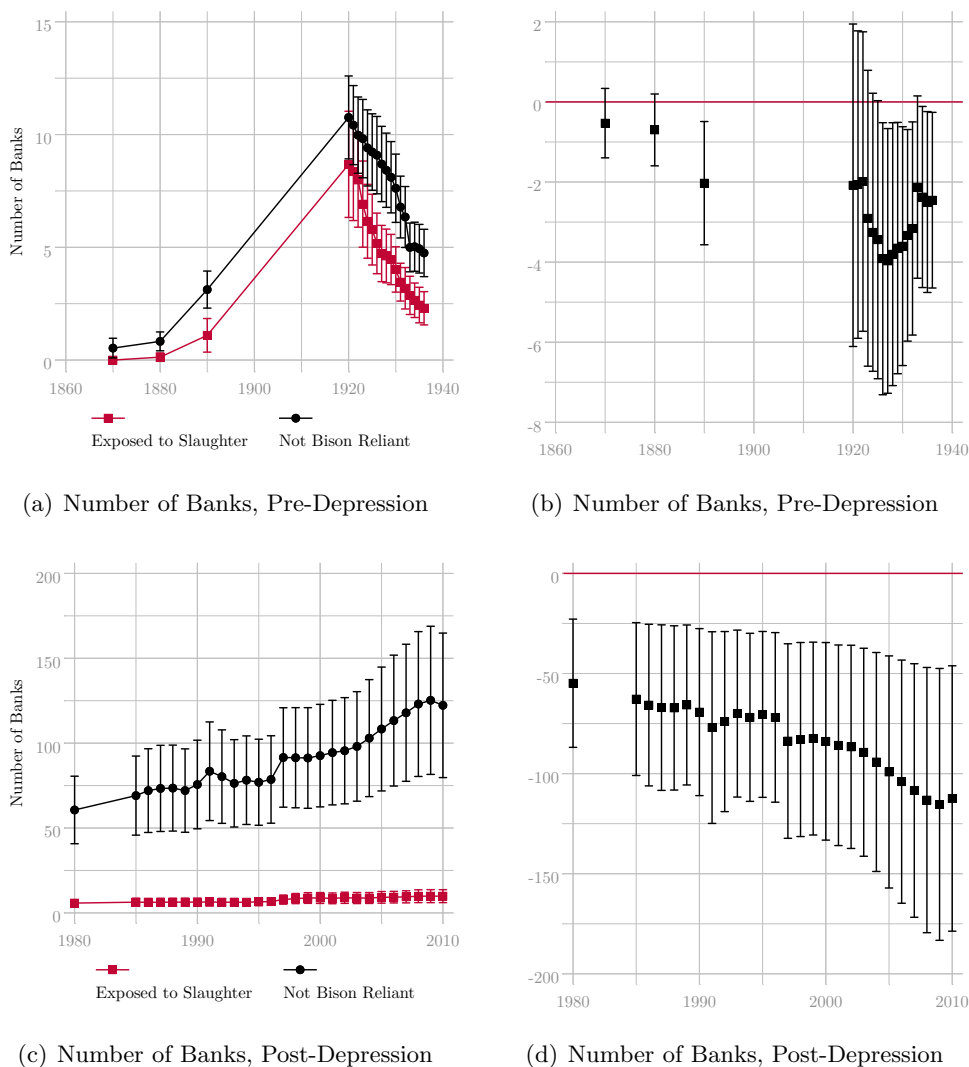 15
10
5
0
Number of Banks
1860 1880 1900 1920 1940
Exposed to Slaughter Not Bison Reliant
(a) Number of Banks, Pre-Depression
2
0
-2
-4
-6
-8
1860 1880 1900 1920 1940
(b) Number of Banks, Pre-Depression
200
150
100
50
0
Number of Banks
1980 1990 2000 2010
Exposed to Slaughter Not Bison Reliant
(c) Number of Banks, Post-Depression
0
-50
-100
-150
-200
1980 1990 2000 2010
(d) Number of Banks, Post-Depression